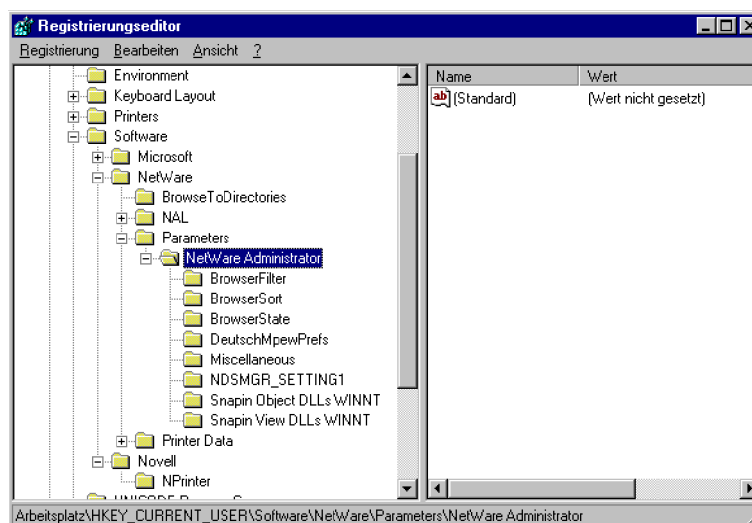 Registrierungseditor
Registrierung Bearbeiten Ansicht ?
Environment
Keyboard Layout
Printers
Software
Microsoft
NetWare
BrowseToDirectories
NAL
Parameters
NetWare Administrator
BrowserFilter
BrowserSort
BrowserState
DeutschMpewPrefs
Miscellaneous
NDSMGR_SETTING1
Snapin Object DLLs WINNT
Snapin View DLLs WINNT
Printer Data
Novell
NPrinter
Name Wert
ab (Standard) (Wert nicht gesetzt)
Arbeitsplatz\HKEY_CURRENT_USER\Software\NetWare\Parameters\NetWare Administrator